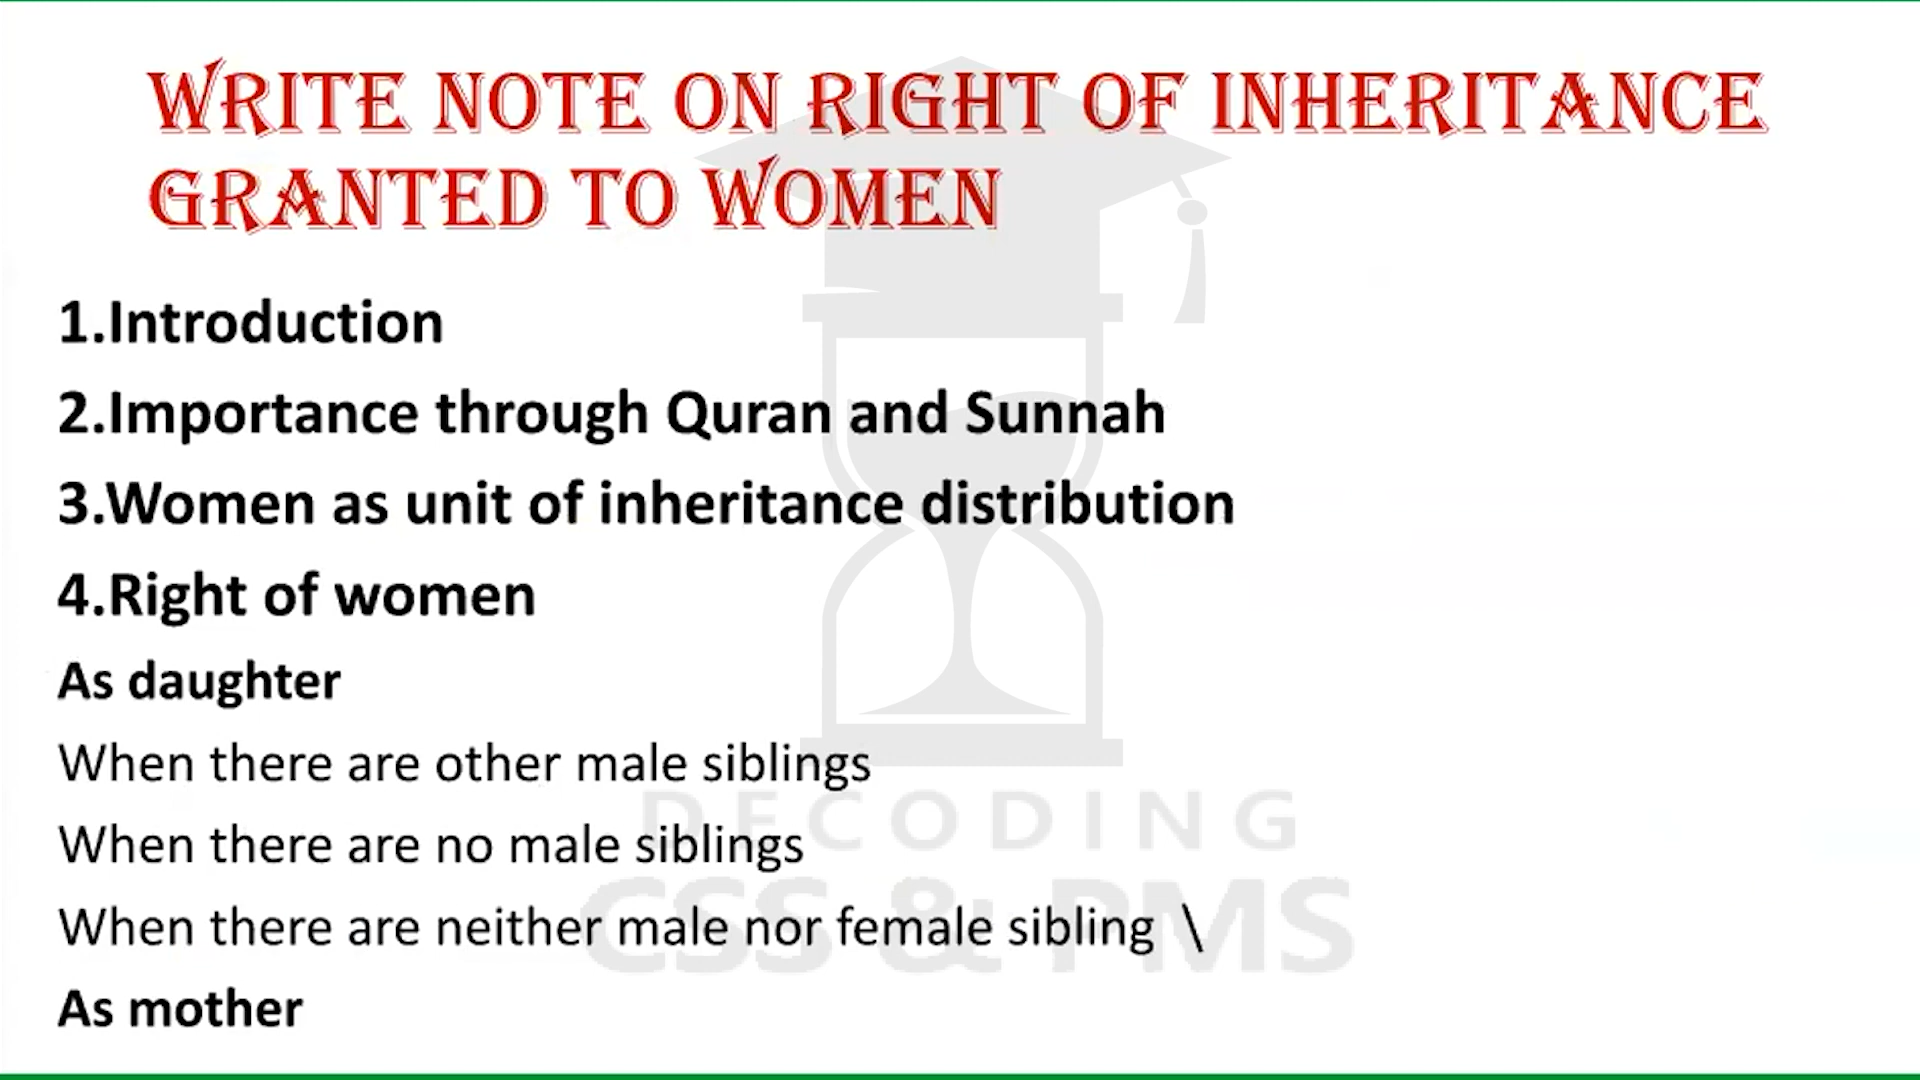 WRITE NOTE ON RIGHT OF INHERITANCE
GRANTED TO WOMEN
1.Introduction
2.Importance through Quran and Sunnah
3.Women as unit of inheritance distribution
4.Right of women
As daughter
When there are other male siblings
When there are no male siblings
When there are neither male nor female sibling \
As mother
DECODING
CSS & PMS